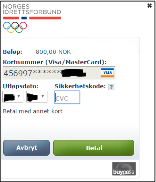 NORGES
IDRETTSFORBUND
Beløp: 800,00 NOK
Kortnummer (Visa/MasterCard):
456997******* VISA
Utløpsdato: Sikkerhetskode:
CVC
Betal med annet kort
Avbryt Betal
buypass